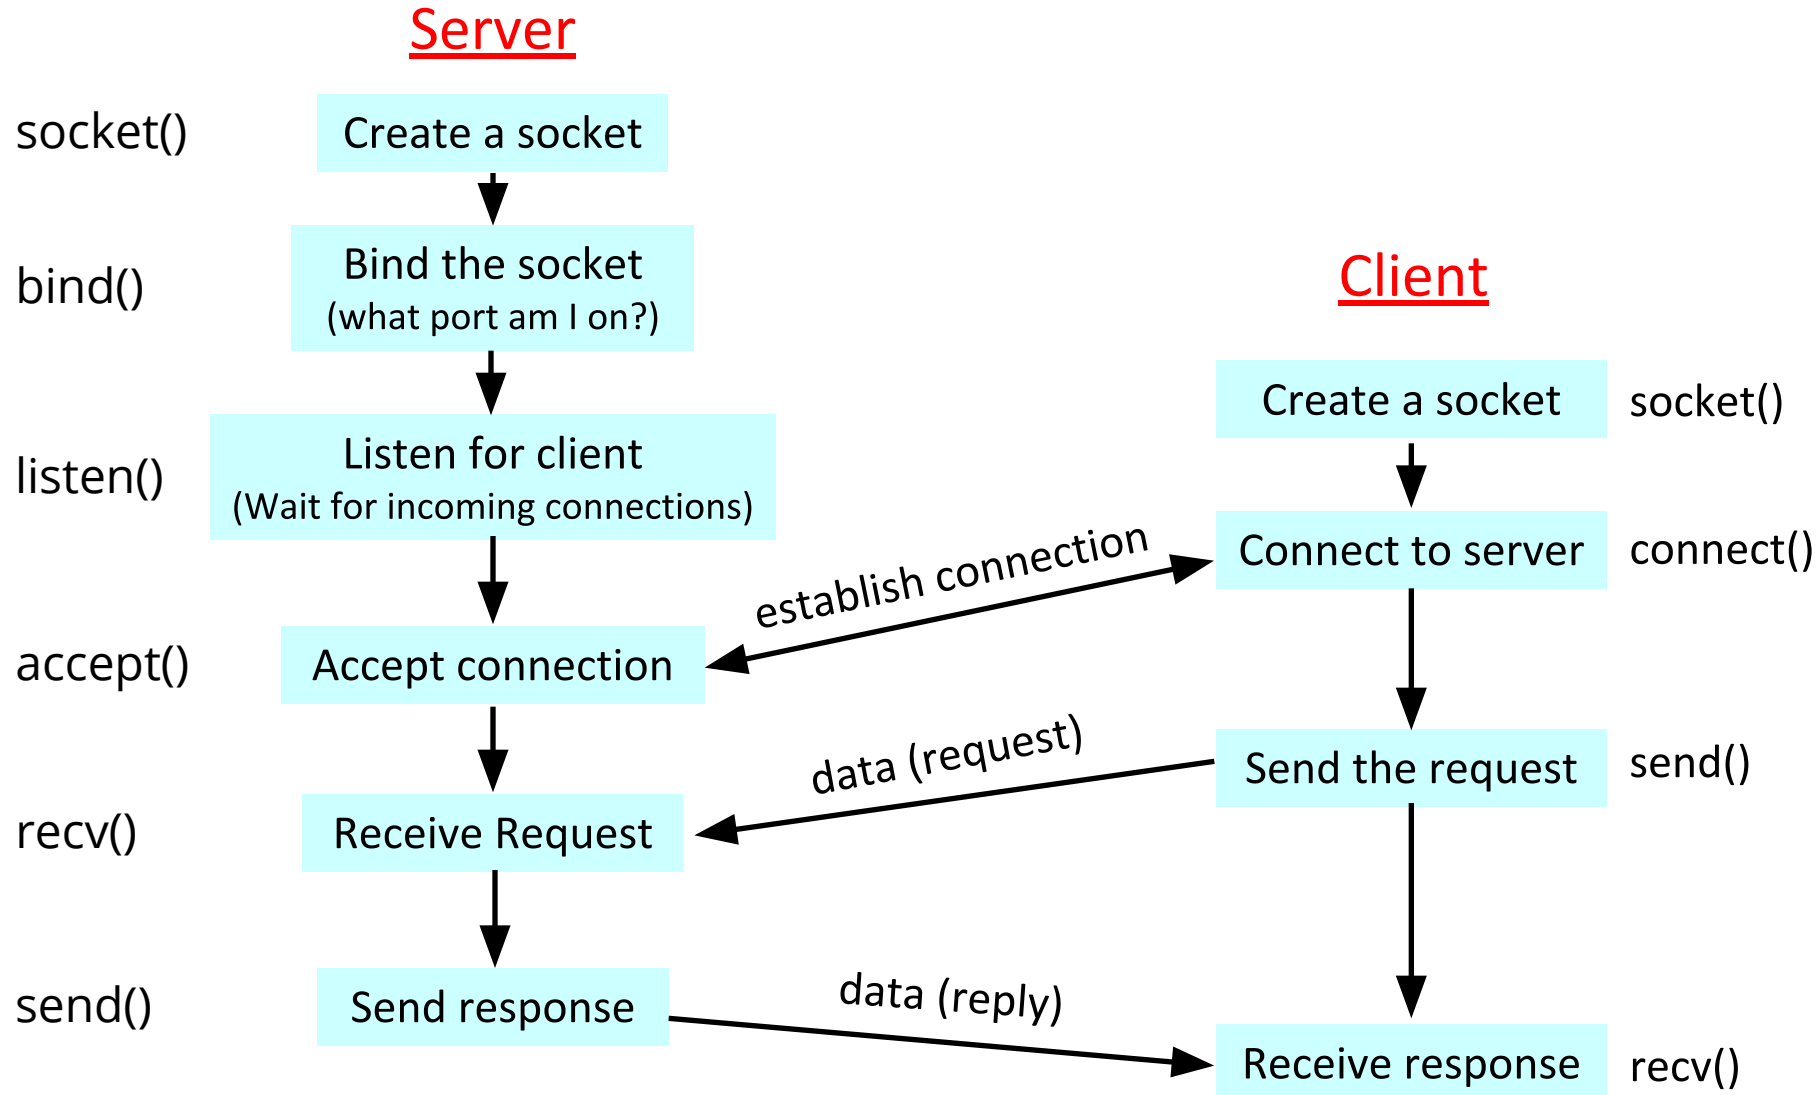 Server
socket()
Create a socket
bind()
Bind the socket
(what port am I on?)
listen()
Listen for client
(Wait for incoming connections)
accept()
Accept connection
recv()
Receive Request
send()
Send response
establish connection
data (request)
data (reply)
Client
Create a socket
socket()
Connect to server
connect()
Send the request
send()
Receive response
recv()